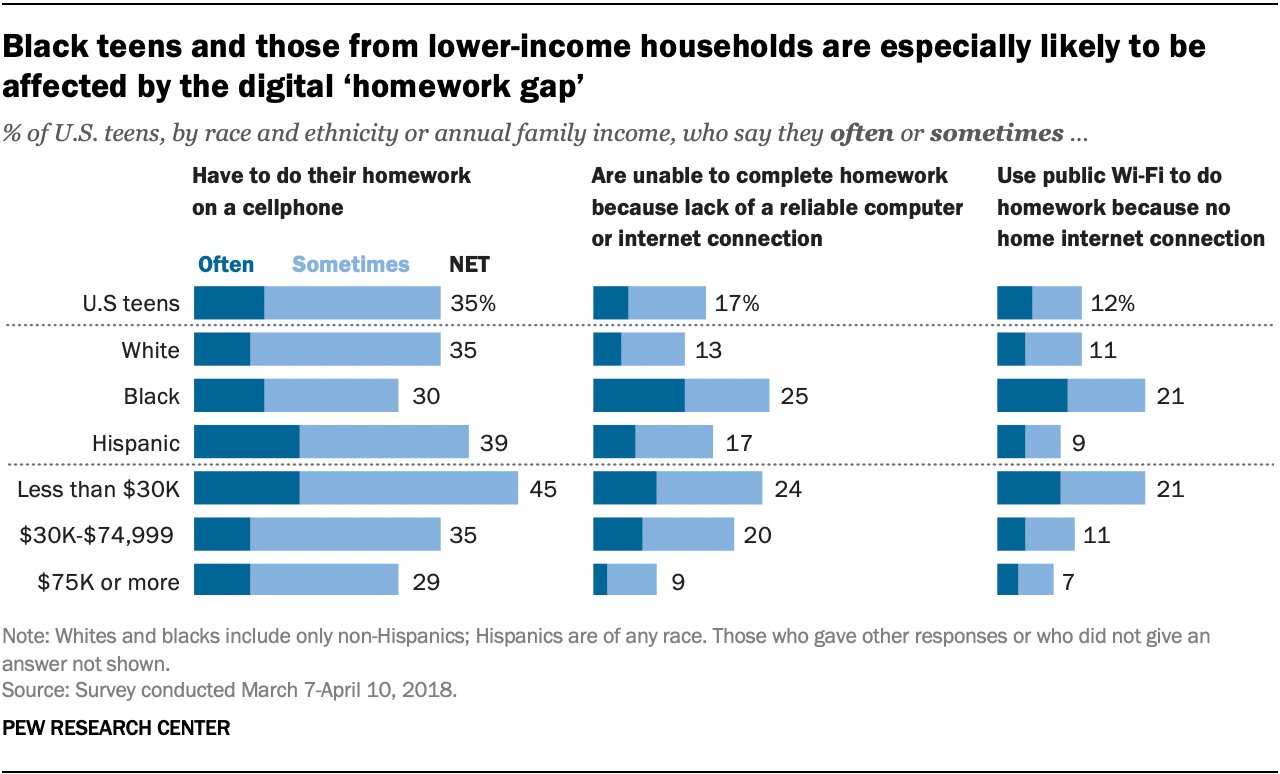 Black teens and those from lower-income households are especially likely to be
affected by the digital ‘homework gap’
% of U.S. teens, by race and ethnicity or annual family income, who say they often or sometimes ...
Have to do their homework
on a cellphone
Are unable to complete homework
because lack of a reliable computer
or internet connection
Use public Wi-Fi to do
homework because no
home internet connection
Often Sometimes NET
U.S teens 35% 17% 12%
White 35 13 11
Black 30 25 21
Hispanic 39 17 9
Less than $30K 45 24 21
$30K-$74,999 35 20 11
$75K or more 29 9 7
Note: Whites and blacks include only non-Hispanics; Hispanics are of any race. Those who gave other responses or who did not give an
answer not shown.
Source: Survey conducted March 7-April 10, 2018.
PEW RESEARCH CENTER